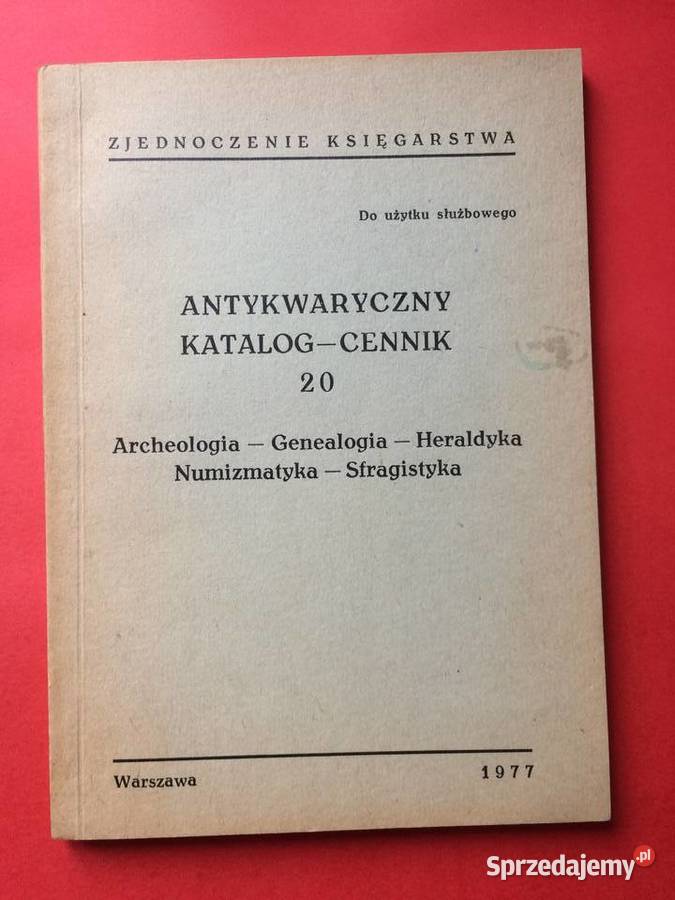 ZJEDNOCZENIE KSIĘGARSTWA
Do użytku służbowego
ANTYKWARYCZNY
KATALOG—CENNIK
20
Archeologia — Genealogia — Heraldyka
Numizmatyka — Sfragistyka
Warszawa 1977
Sprzedajemy.pl